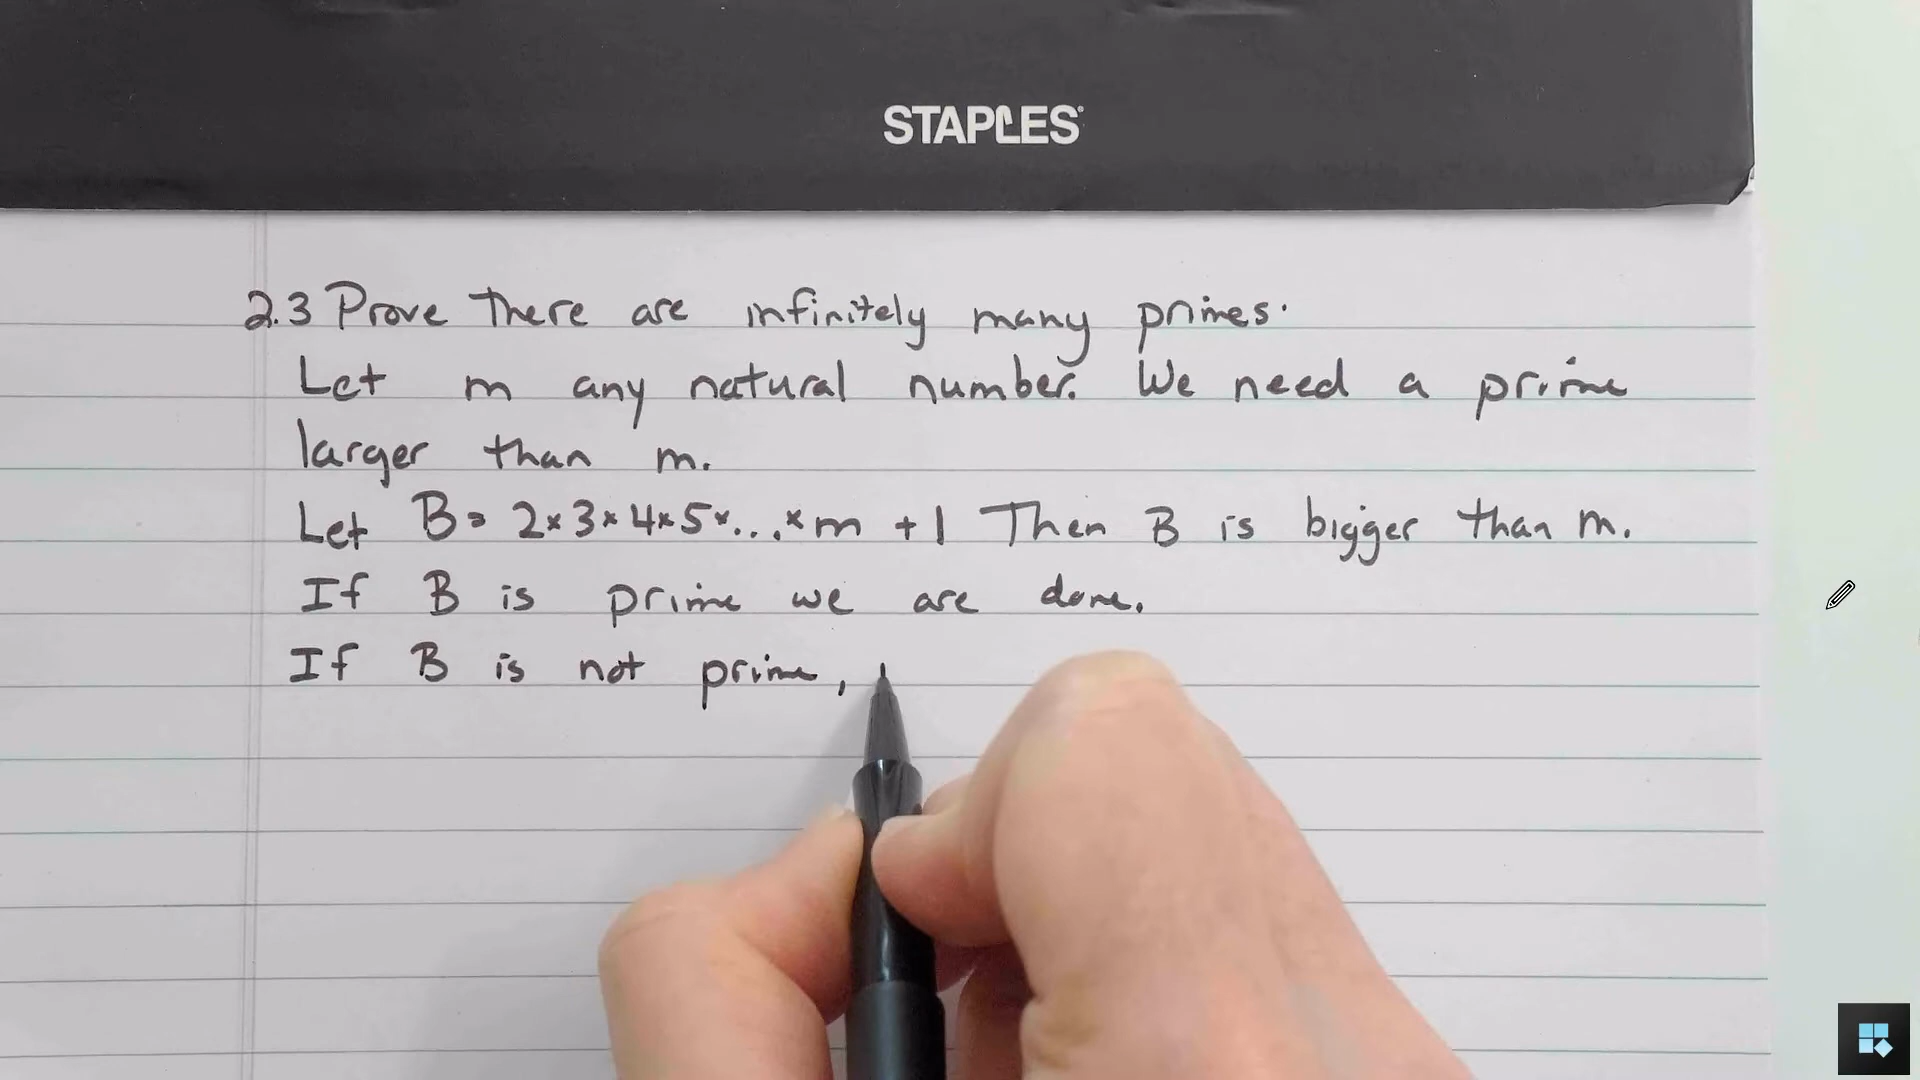 STAPLES
2.3 Prove there are infinitely many primes.
Let m any natural number. We need a prime
larger than m.
Let B = 2×3×4×5×...×m +1 Then B is bigger than m.
If B is prime we are done.
If B is not prime,